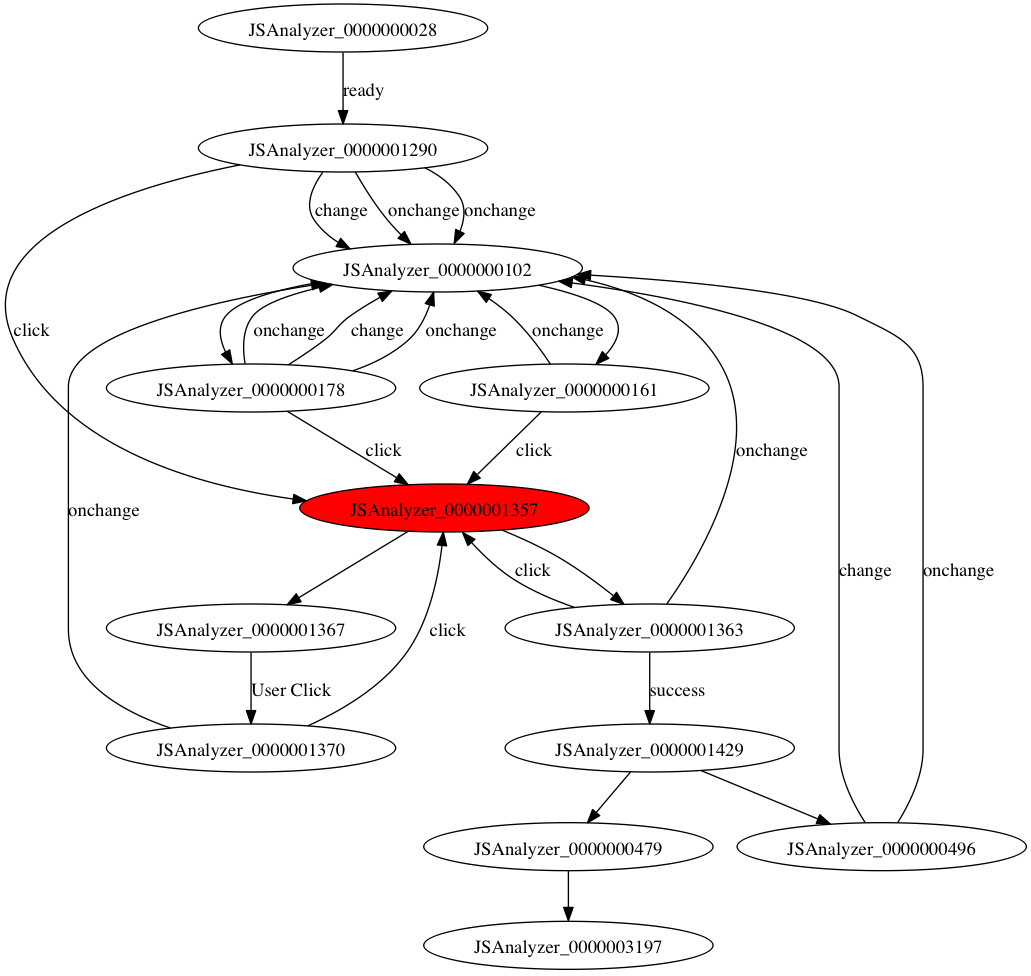 JSAnalyzer_0000000028
ready
JSAnalyzer_0000001290
change
onchange
onchange
JSAnalyzer_0000000102
click
onchange
change
onchange
onchange
JSAnalyzer_0000000178
JSAnalyzer_0000000161
click
click
onchange
onchange
JSAnalyzer_0000001357
click
change
onchange
JSAnalyzer_0000001367
click
JSAnalyzer_0000001363
User Click
success
JSAnalyzer_0000001370
JSAnalyzer_0000001429
JSAnalyzer_0000000479
JSAnalyzer_0000000496
JSAnalyzer_0000003197